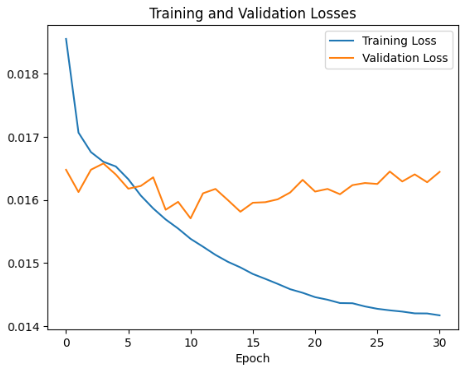 Training and Validation Losses
Training Loss
Validation Loss
0.018
0.017
0.016
0.015
0.014
0 5 10 15 20 25 30
Epoch